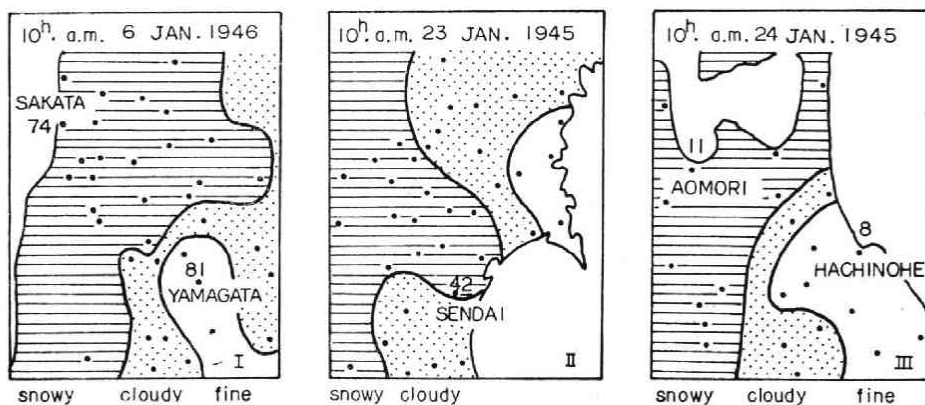 10h. a.m. 6 JAN. 1946
SAKATA
74
81
YAMAGATA
I
snowy cloudy fine
10h. a.m. 23 JAN. 1945
42
SENDAI
II
snowy cloudy
10h. a.m. 24 JAN. 1945
11
AOMORI
8
HACHINOHE
III
snowy cloudy fine